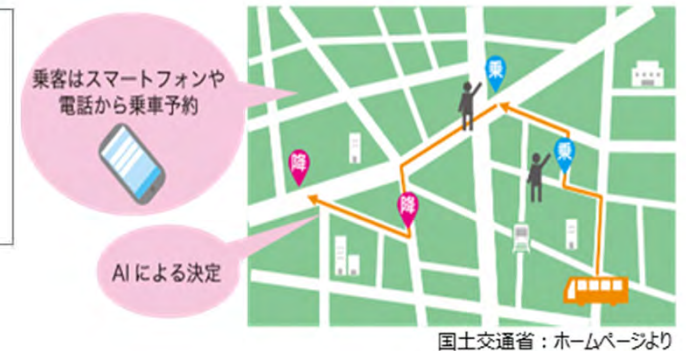 乗客はスマートフォンや
電話から乗車予約
乗
乗
降
降
AIによる決定
国土交通省：ホームページより